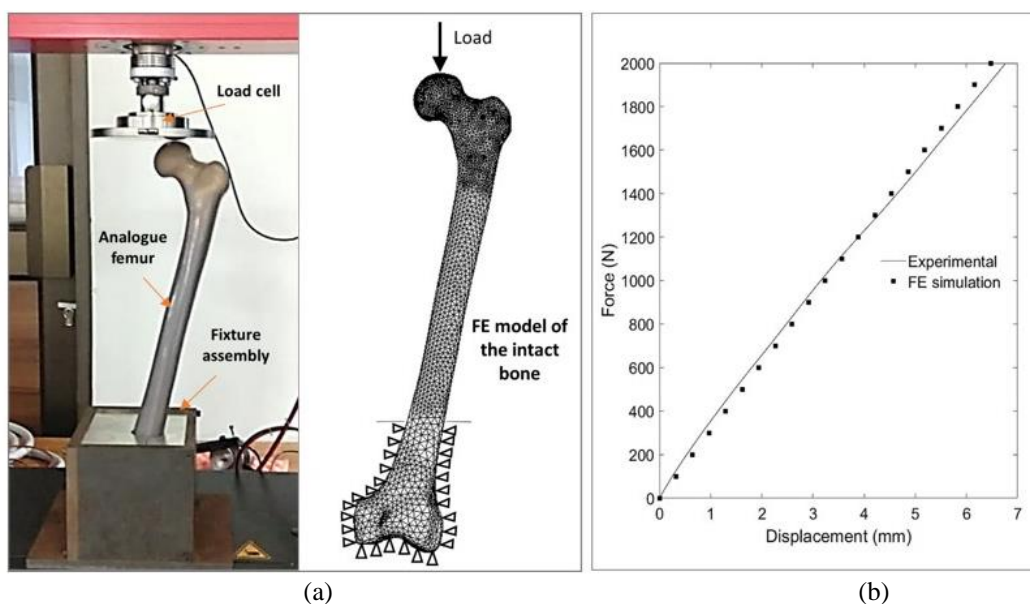 Load cell
Analogue
femur
Fixture
assembly
Load
FE model of
the intact
bone
(a)
Force (N)
2000
1800
1600
1400
1200
1000
800
600
400
200
0
Experimental
FE simulation
0 1 2 3 4 5 6 7
Displacement (mm)
(b)